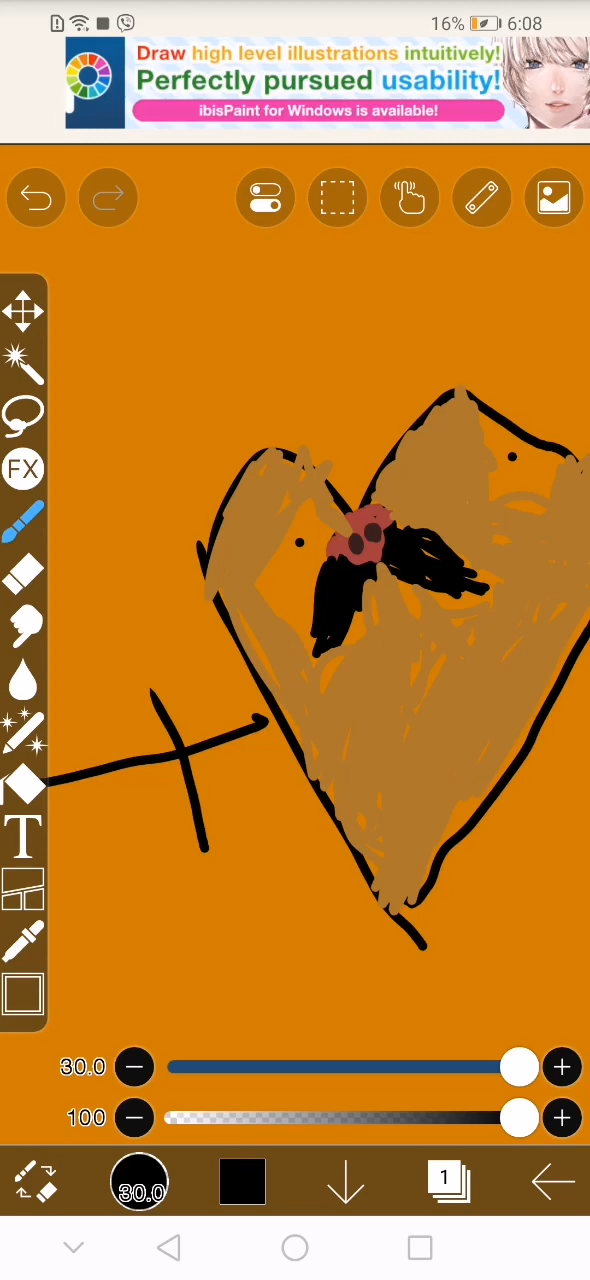 16% 6:08
Draw high level illustrations intuitively!
Perfectly pursued usability!
ibisPaint for Windows is available!
FX
T
30.0
100
30.0
1